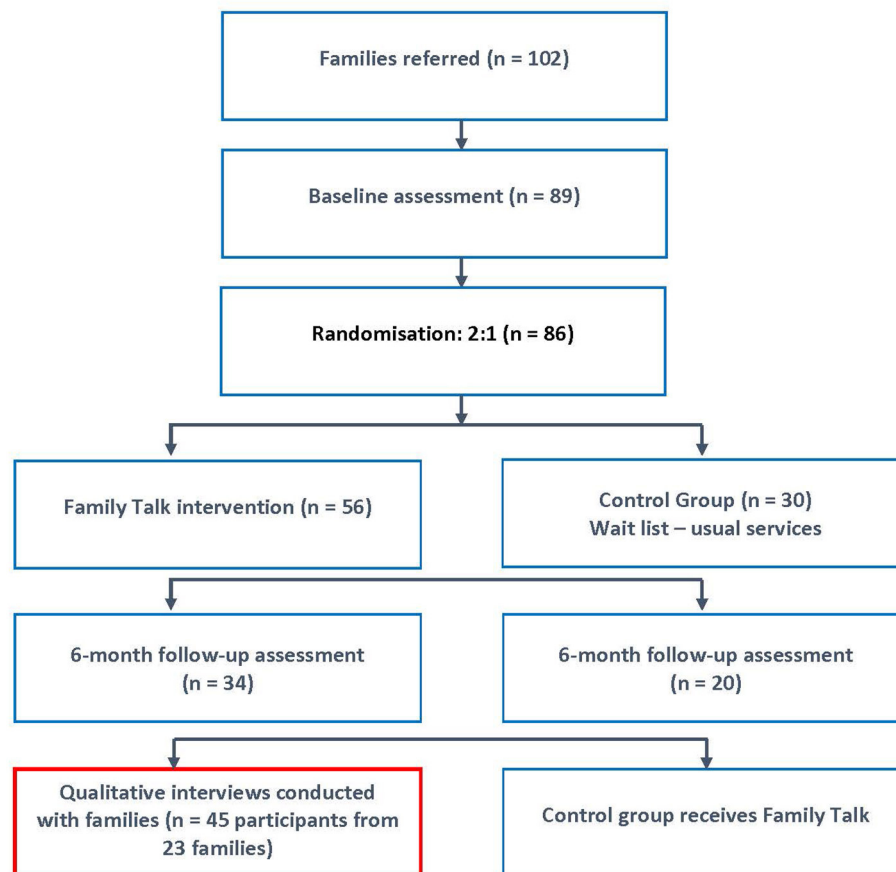 Families referred (n = 102)
Baseline assessment (n = 89)
Randomisation: 2:1 (n = 86)
Family Talk intervention (n = 56)
Control Group (n = 30)
Wait list – usual services
6-month follow-up assessment
(n = 34)
6-month follow-up assessment
(n = 20)
Qualitative interviews conducted
with families (n = 45 participants from
23 families)
Control group receives Family Talk